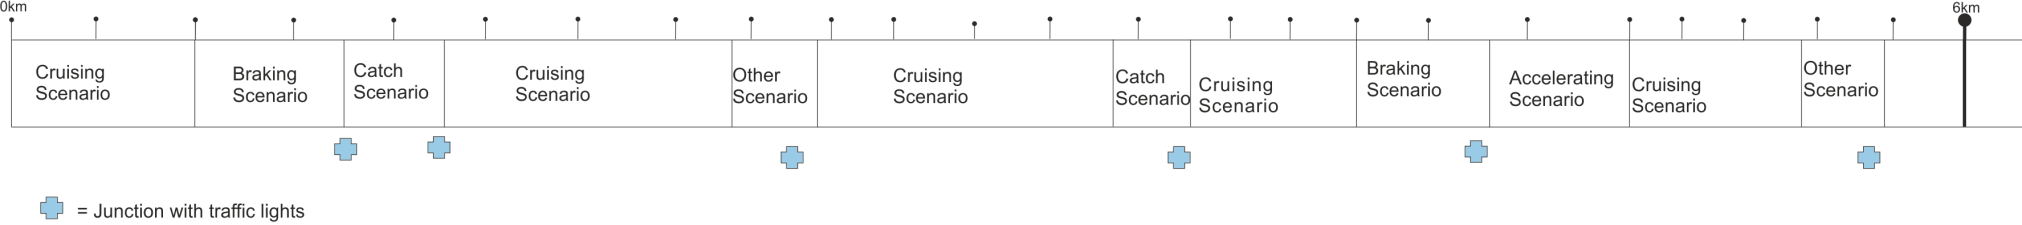 0km
6km
Cruising
Scenario
Braking
Scenario
Catch
Scenario
Cruising
Scenario
Other
Scenario
Cruising
Scenario
Catch
Scenario
Cruising
Scenario
Braking
Scenario
Accelerating
Scenario
Cruising
Scenario
Other
Scenario
= Junction with traffic lights